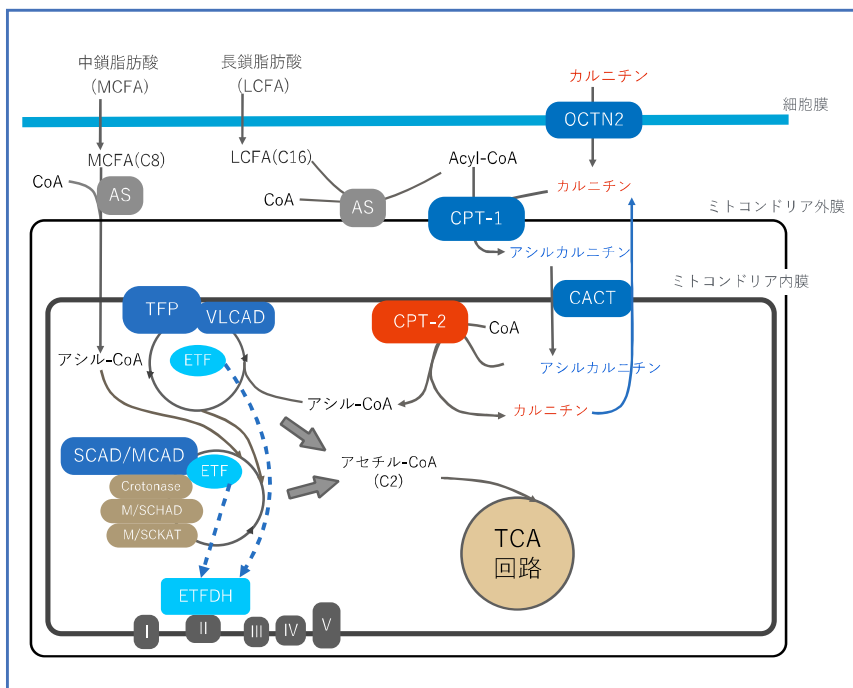 中鎖脂肪酸
(MCFA)
長鎖脂肪酸
(LCFA)
カルニチン
細胞膜
OCTN2
MCFA(C8)
LCFA(C16)
Acyl-CoA
CoA
AS
CoA
AS
カルニチン
CPT-1
ミトコンドリア外膜
アシルカルニチン
ミトコンドリア内膜
TFP
VLCAD
CPT-2
CoA
CACT
ETF
アシル-CoA
アシルカルニチン
アシル-CoA
カルニチン
SCAD/MCAD
ETF
アセチル-CoA
(C2)
Crotonase
M/SCHAD
M/SCKAT
TCA
回路
ETFDH
I
II
III
IV
V